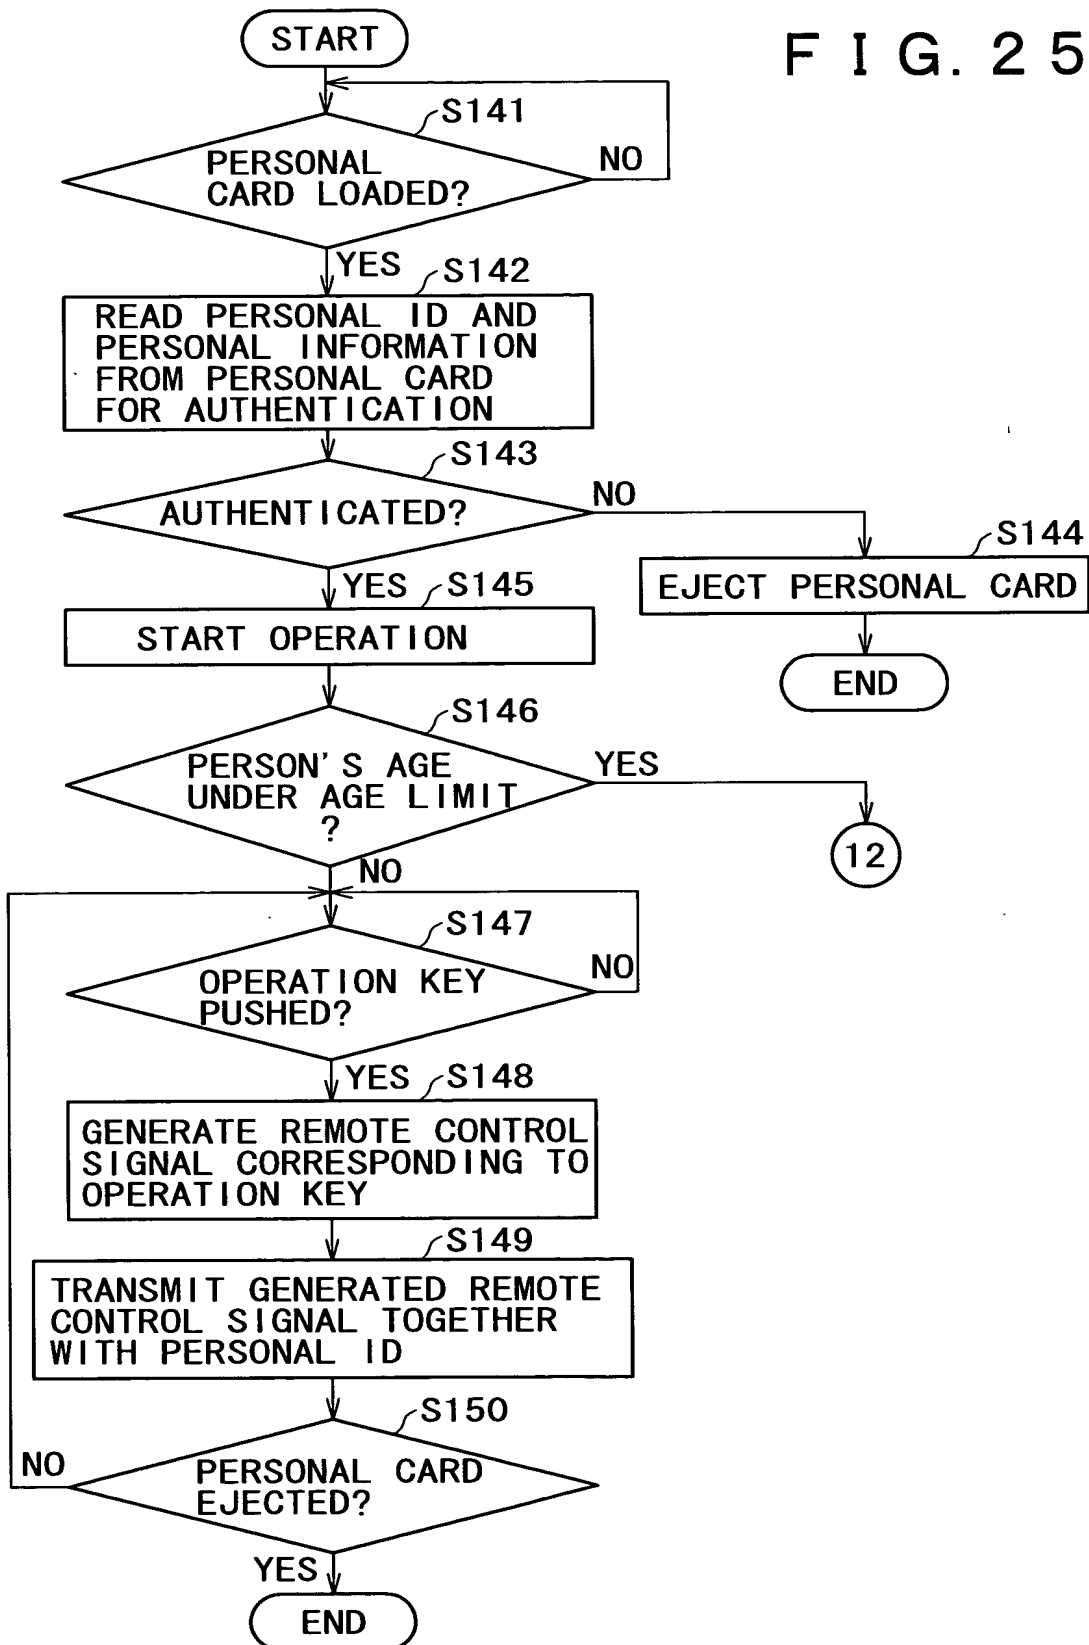 FIG. 25
START
S141
PERSONAL
CARD LOADED?
NO
YES
S142
READ PERSONAL ID AND
PERSONAL INFORMATION
FROM PERSONAL CARD
FOR AUTHENTICATION
S143
AUTHENTICATED?
NO
S144
EJECT PERSONAL CARD
END
YES
S145
START OPERATION
S146
PERSON'S AGE
UNDER AGE LIMIT
?
YES
12
NO
S147
OPERATION KEY
PUSHED?
NO
YES
S148
GENERATE REMOTE CONTROL
SIGNAL CORRESPONDING TO
OPERATION KEY
S149
TRANSMIT GENERATED REMOTE
CONTROL SIGNAL TOGETHER
WITH PERSONAL ID
S150
NO
PERSONAL CARD
EJECTED?
YES
END